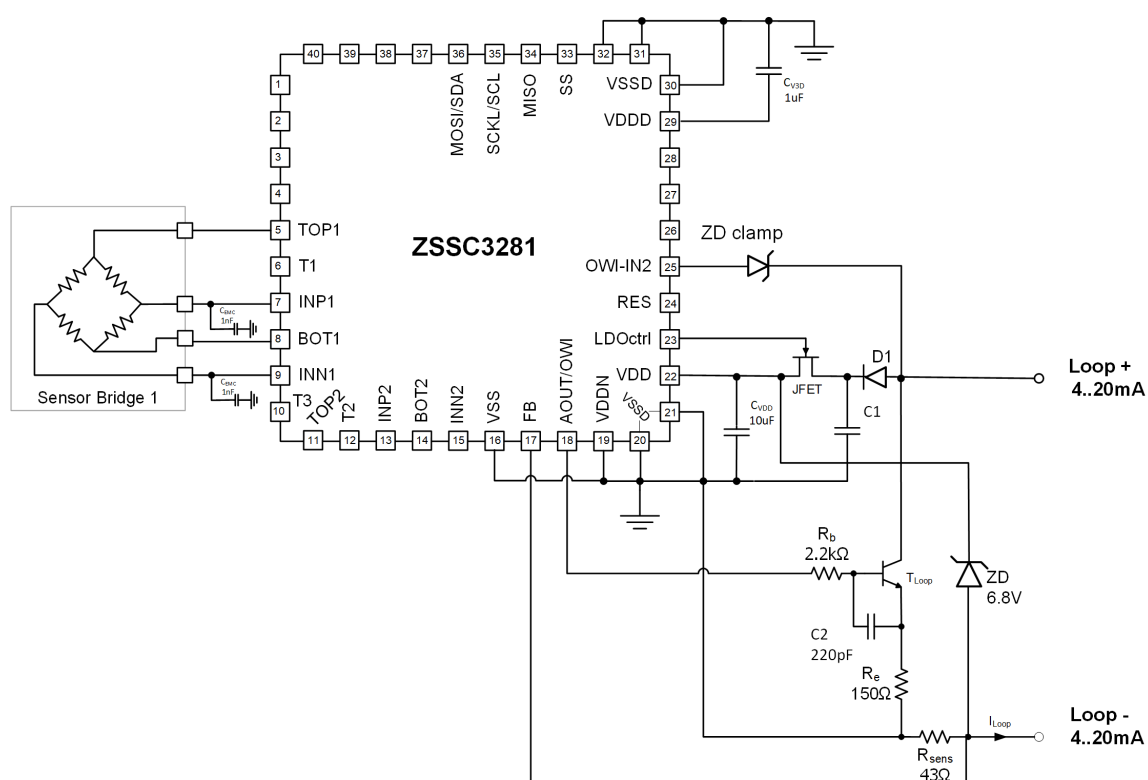 40
39
38
37
36
35
34
33
32
31
MOSI/SDA
SCKL/SCL
MISO
SS
1
2
3
4
5
6
7
8
9
10
TOP1
T1
INP1
BOT1
INN1
T3
ZSSC3281
VSSD
30
VDDD
29
28
27
26
OWI-IN2
25
RES
24
LDOctrl
23
VDD
22
21
CV3D
1uF
ZD clamp
JFET
D1
C1
CVDD
10uF
Loop +
4..20mA
CEMC
1nF
CEMC
1nF
Sensor Bridge 1
TOP2
T2
INP2
BOT2
INN2
VSS
FB
AOUT/OWI
VDDN
VSSD
11
12
13
14
15
16
17
18
19
20
Rb
2.2kΩ
TLoop
ZD
6.8V
C2
220pF
Re
150Ω
ILoop
Loop -
4..20mA
Rsens
43Ω